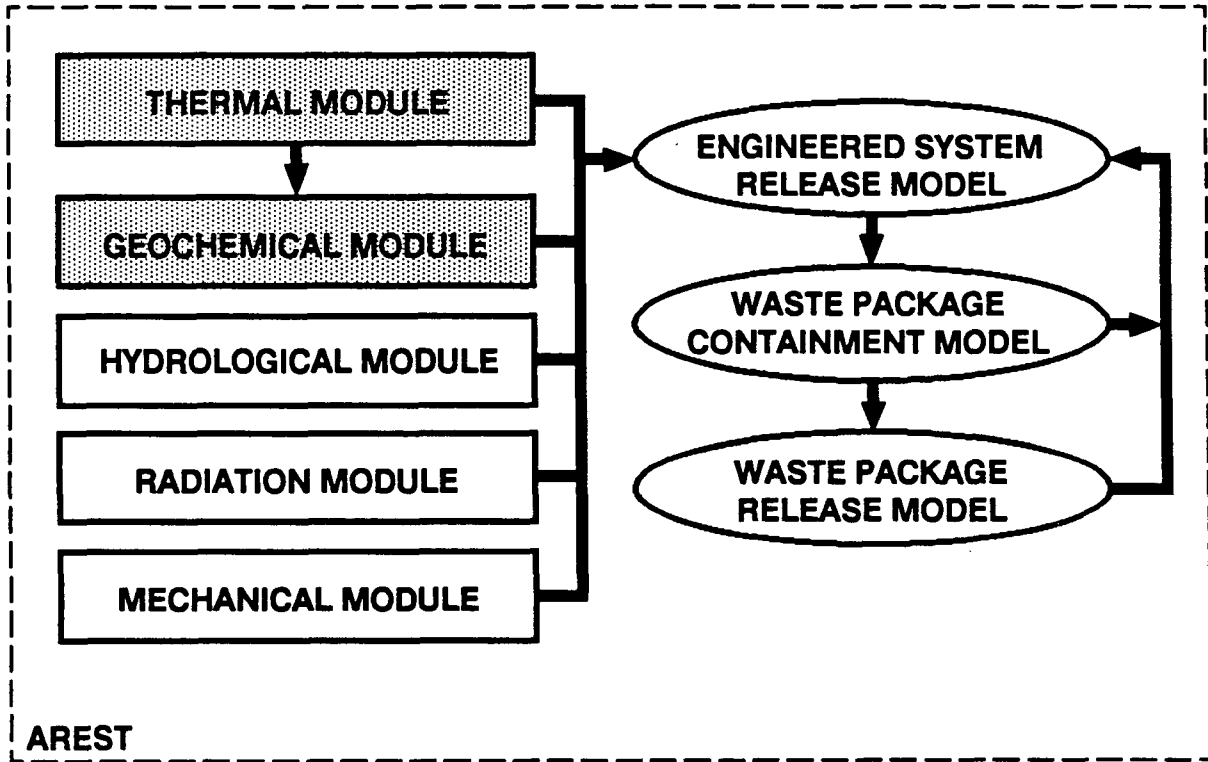 THERMAL MODULE
GEOCHEMICAL MODULE
HYDROLOGICAL MODULE
RADIATION MODULE
MECHANICAL MODULE
ENGINEERED SYSTEM
RELEASE MODEL
WASTE PACKAGE
CONTAINMENT MODEL
WASTE PACKAGE
RELEASE MODEL
AREST